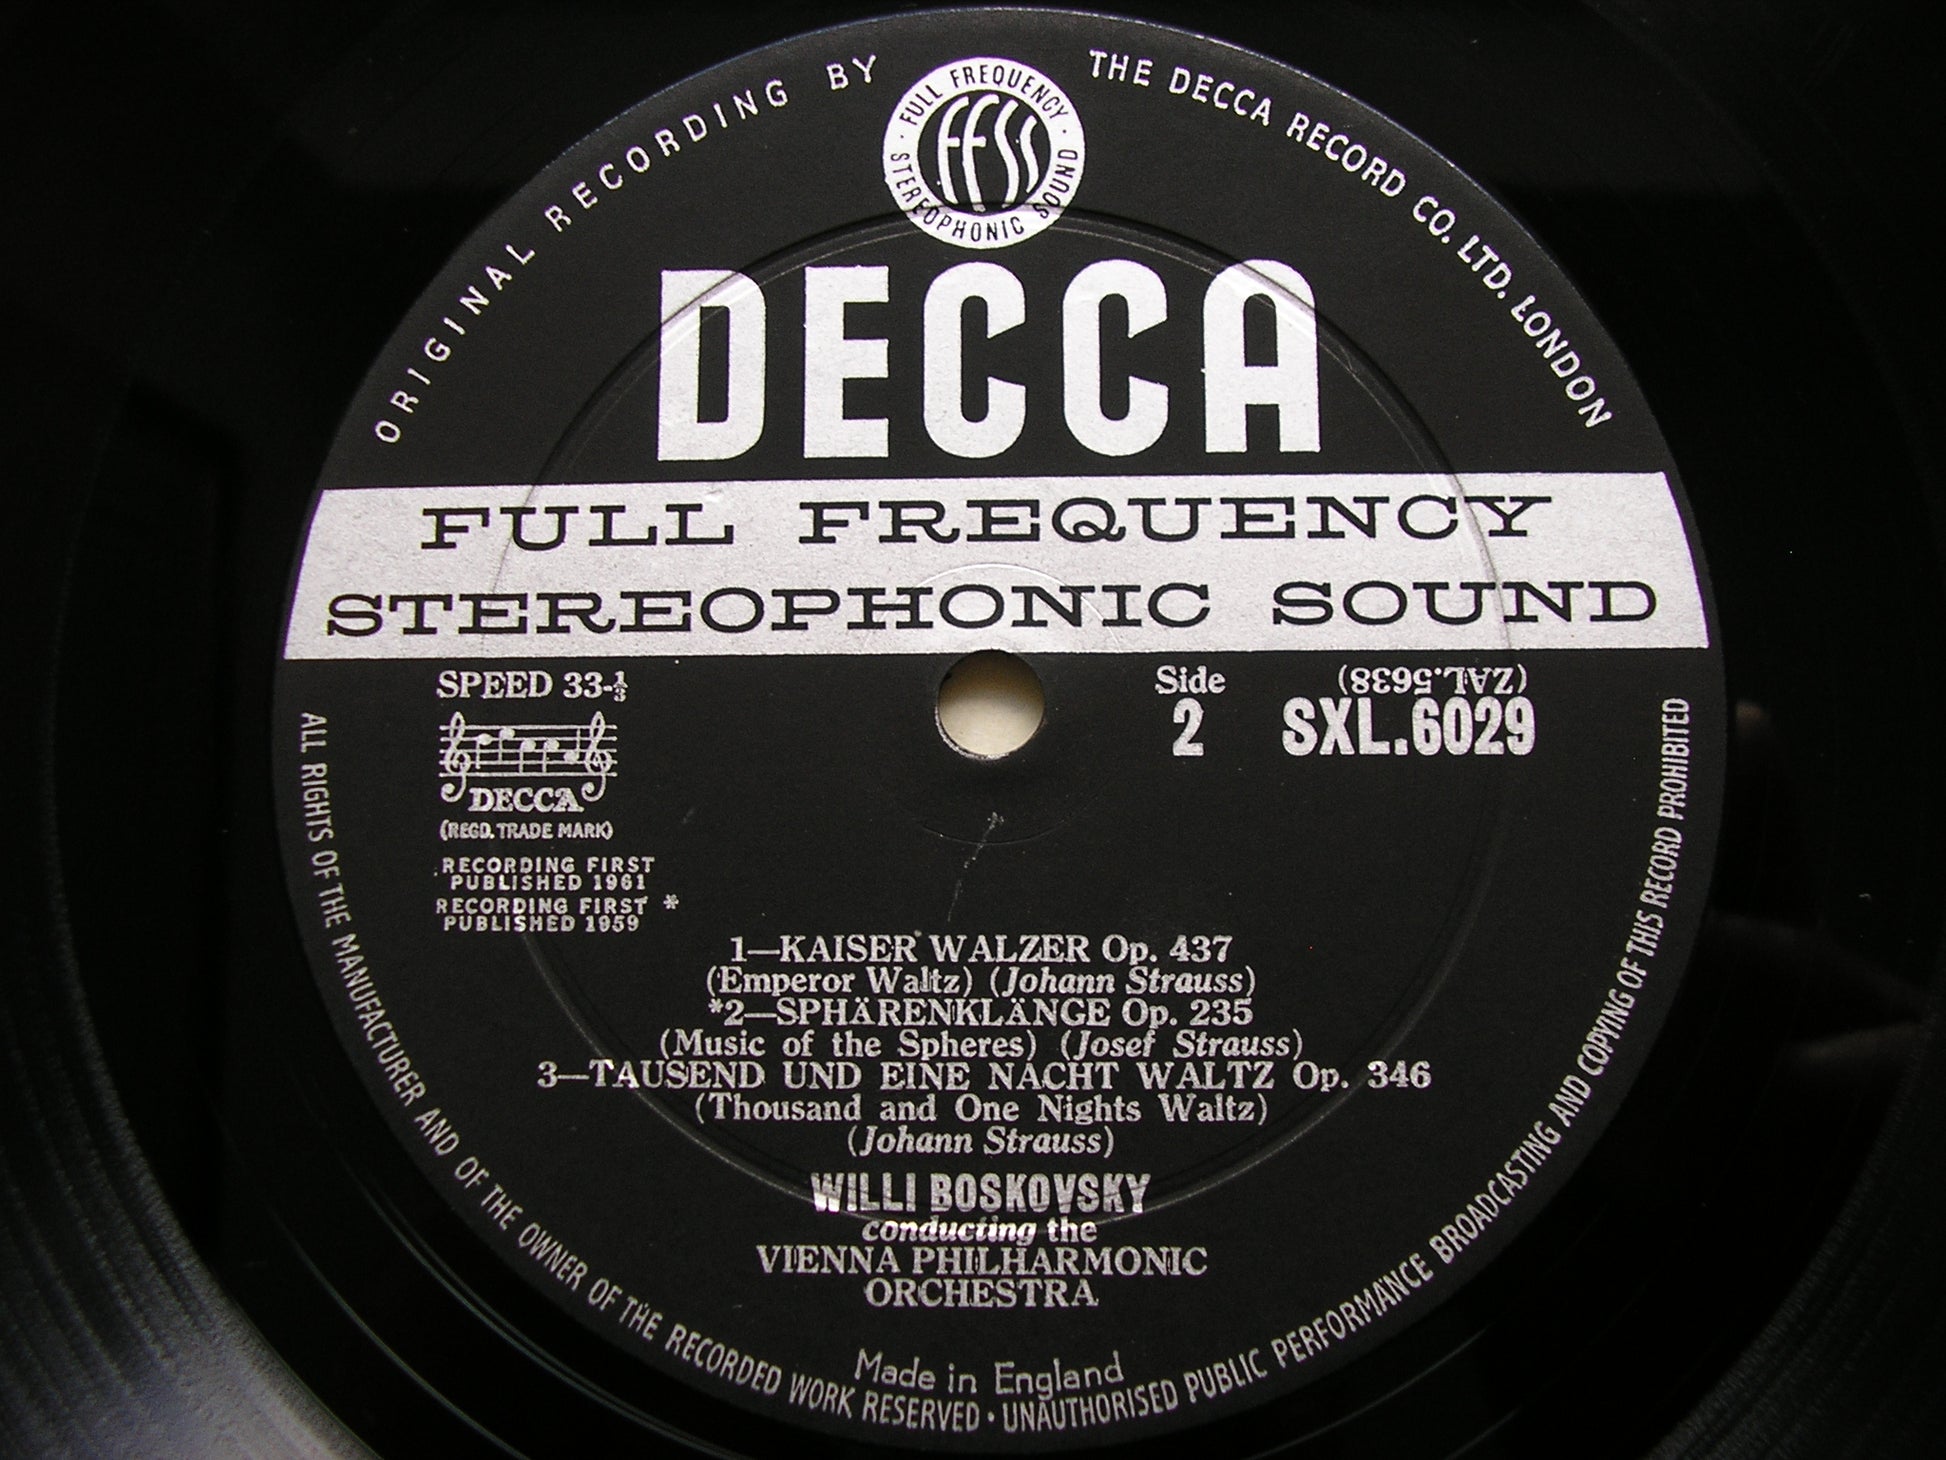 ORIGINAL RECORDING BY
THE DECCA RECORD CO. LTD. LONDON
FULL FREQUENCY
FFSS
STEREOPHONIC SOUND
DECCA
FULL FREQUENCY
STEREOPHONIC SOUND
SPEED 33-⅓
DECCA
(REGD. TRADE MARK)
RECORDING FIRST
PUBLISHED 1961
RECORDING FIRST *
PUBLISHED 1959
Side
2
(ZAL.5638)
SXL.6029
1—KAISER WALZER Op. 437
(Emperor Waltz) (Johann Strauss)
*2—SPHÄRENKLÄNGE Op. 235
(Music of the Spheres) (Josef Strauss)
3—TAUSEND UND EINE NACHT WALTZ Op. 346
(Thousand and One Nights Waltz)
(Johann Strauss)
WILLI BOSKOVSKY
conducting the
VIENNA PHILHARMONIC
ORCHESTRA
Made in England
ALL RIGHTS OF THE MANUFACTURER AND OF THE OWNER OF THE RECORDED WORK RESERVED · UNAUTHORISED PUBLIC PERFORMANCE BROADCASTING AND COPYING OF THIS RECORD PROHIBITED